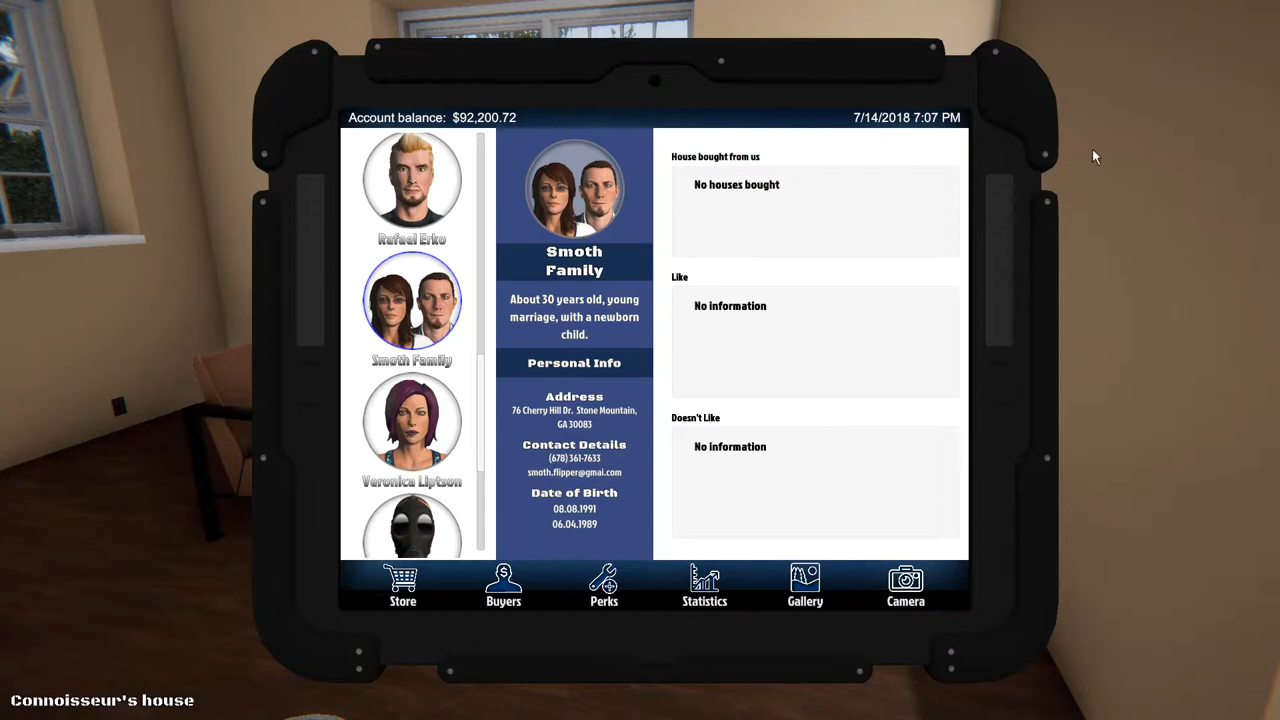 Account balance: $92,200.72
7/14/2018 7:07 PM
Rafael Erko
Smoth Family
Veronica Liptson
Smoth
Family
About 30 years old, young
marriage, with a newborn
child.
Personal Info
Address
76 Cherry Hill Dr. Stone Mountain,
GA 30083
Contact Details
(678) 361-7633
smoth.flipper@gmai.com
Date of Birth
08.08.1991
06.04.1989
House bought from us
No houses bought
Like
No information
Doesn't Like
No information
Store
Buyers
Perks
Statistics
Gallery
Camera
Connoisseur's house